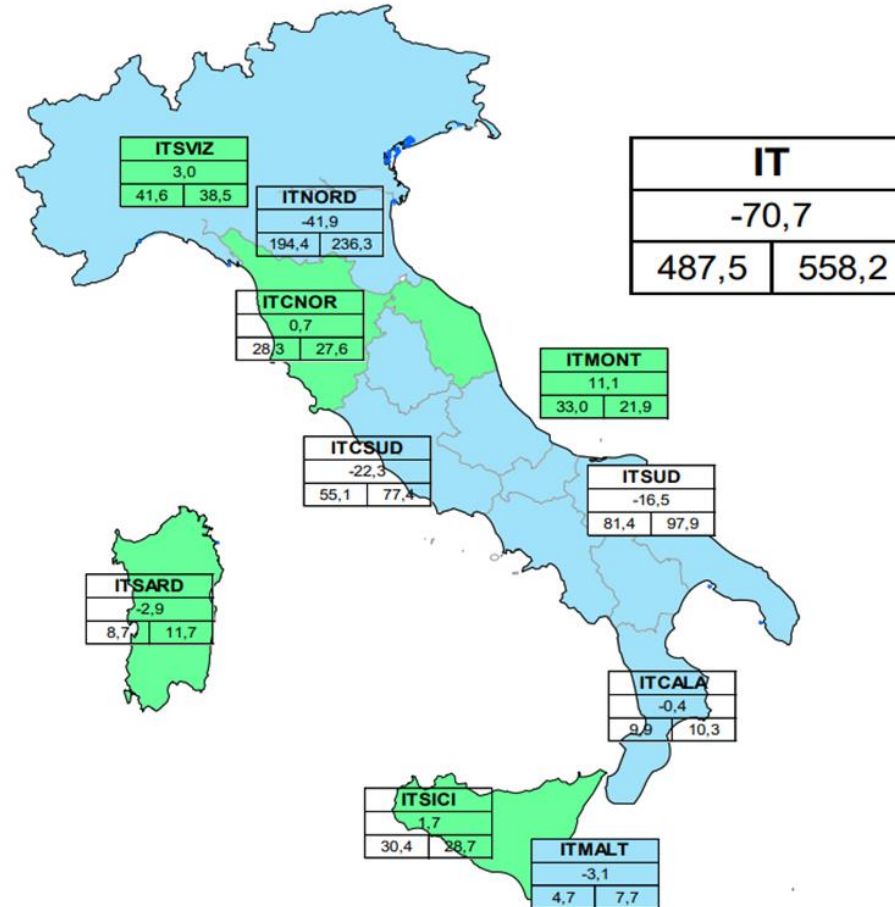 ITSVIZ
3,0
41,6 38,5
IT
-70,7
487,5 558,2
ITNORD
-41,9
194,4 236,3
ITCNOR
0,7
28,3 27,6
ITMONT
11,1
33,0 21,9
ITCSUD
-22,3
55,1 77,4
ITSUD
-16,5
81,4 97,9
ITSARD
-2,9
8,7 11,7
ITCALA
-0,4
9,9 10,3
ITSICI
1,7
30,4 28,7
ITMALT
-3,1
4,7 7,7